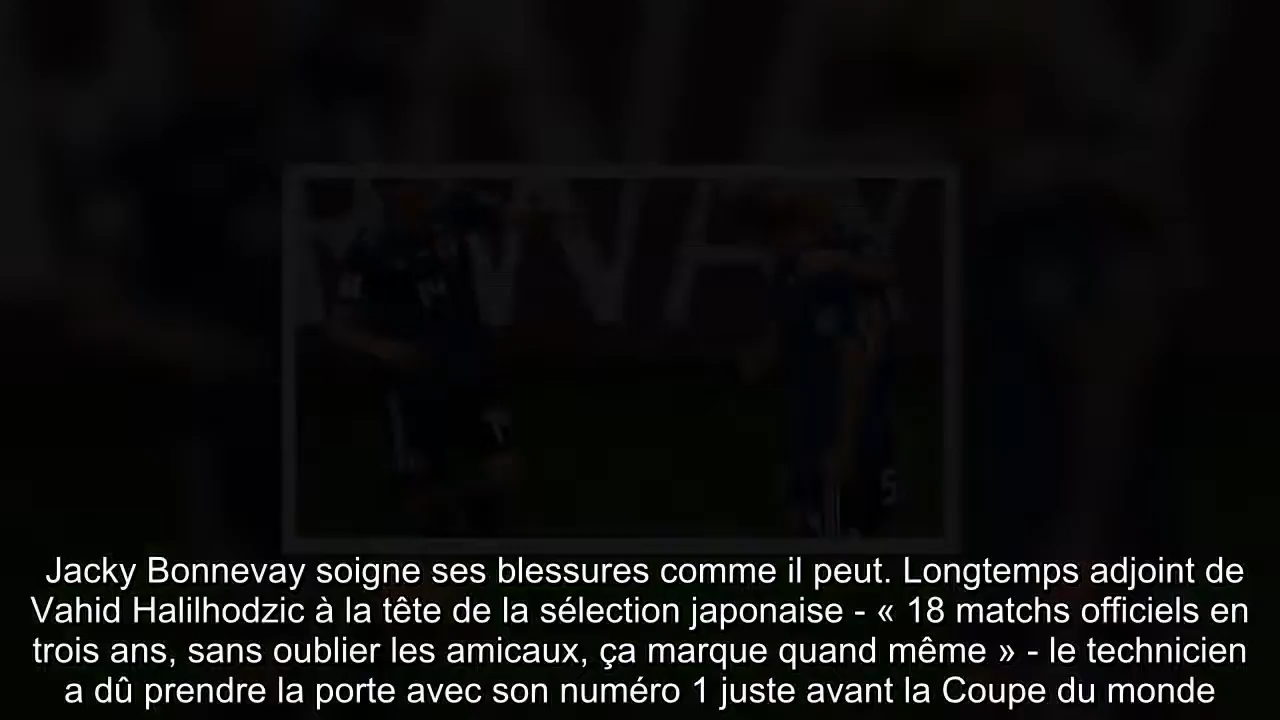 Jacky Bonnevay soigne ses blessures comme il peut. Longtemps adjoint de
Vahid Halilhodzic à la tête de la sélection japonaise - « 18 matchs officiels en
trois ans, sans oublier les amicaux, ça marque quand même » - le technicien
a dû prendre la porte avec son numéro 1 juste avant la Coupe du monde